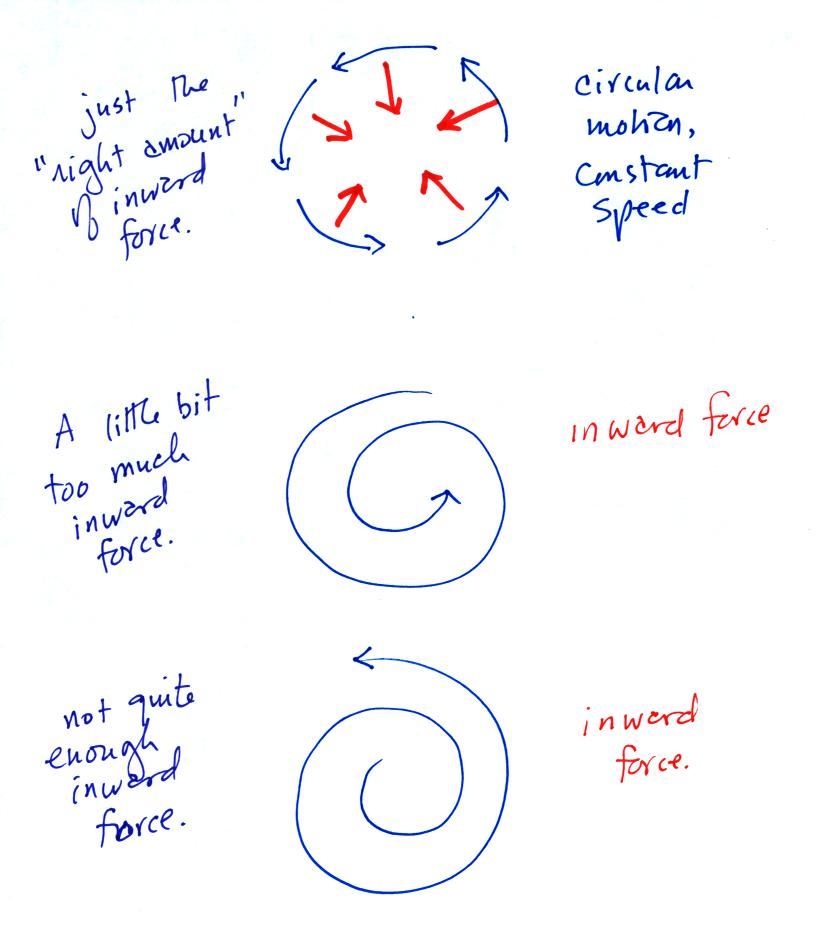 just the
"right amount"
of inward
force.
circular
motion,
constant
speed
A little bit
too much
inward
force.
inward force
not quite
enough
inward
force.
inward
force.